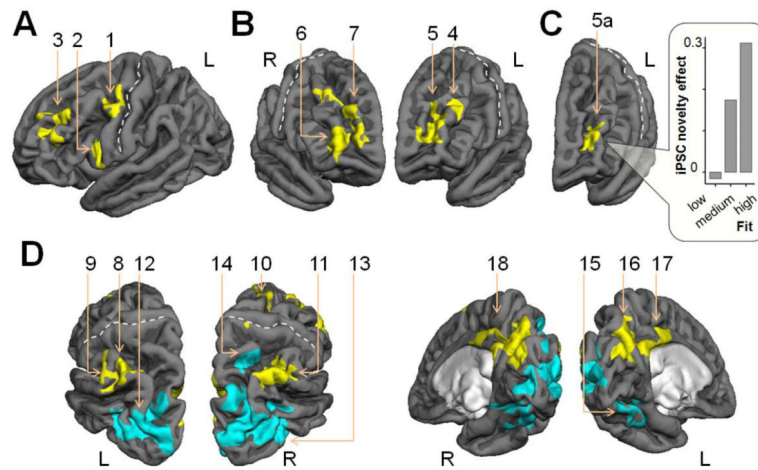 A
3 2 1
L
B
R
6 7
5 4
L
C
5a
L
iPSC novelty effect
0.3
0
low
medium
high
Fit
D
9 8 12
14 10 11 13
18
15 16 17
L
R
R
L